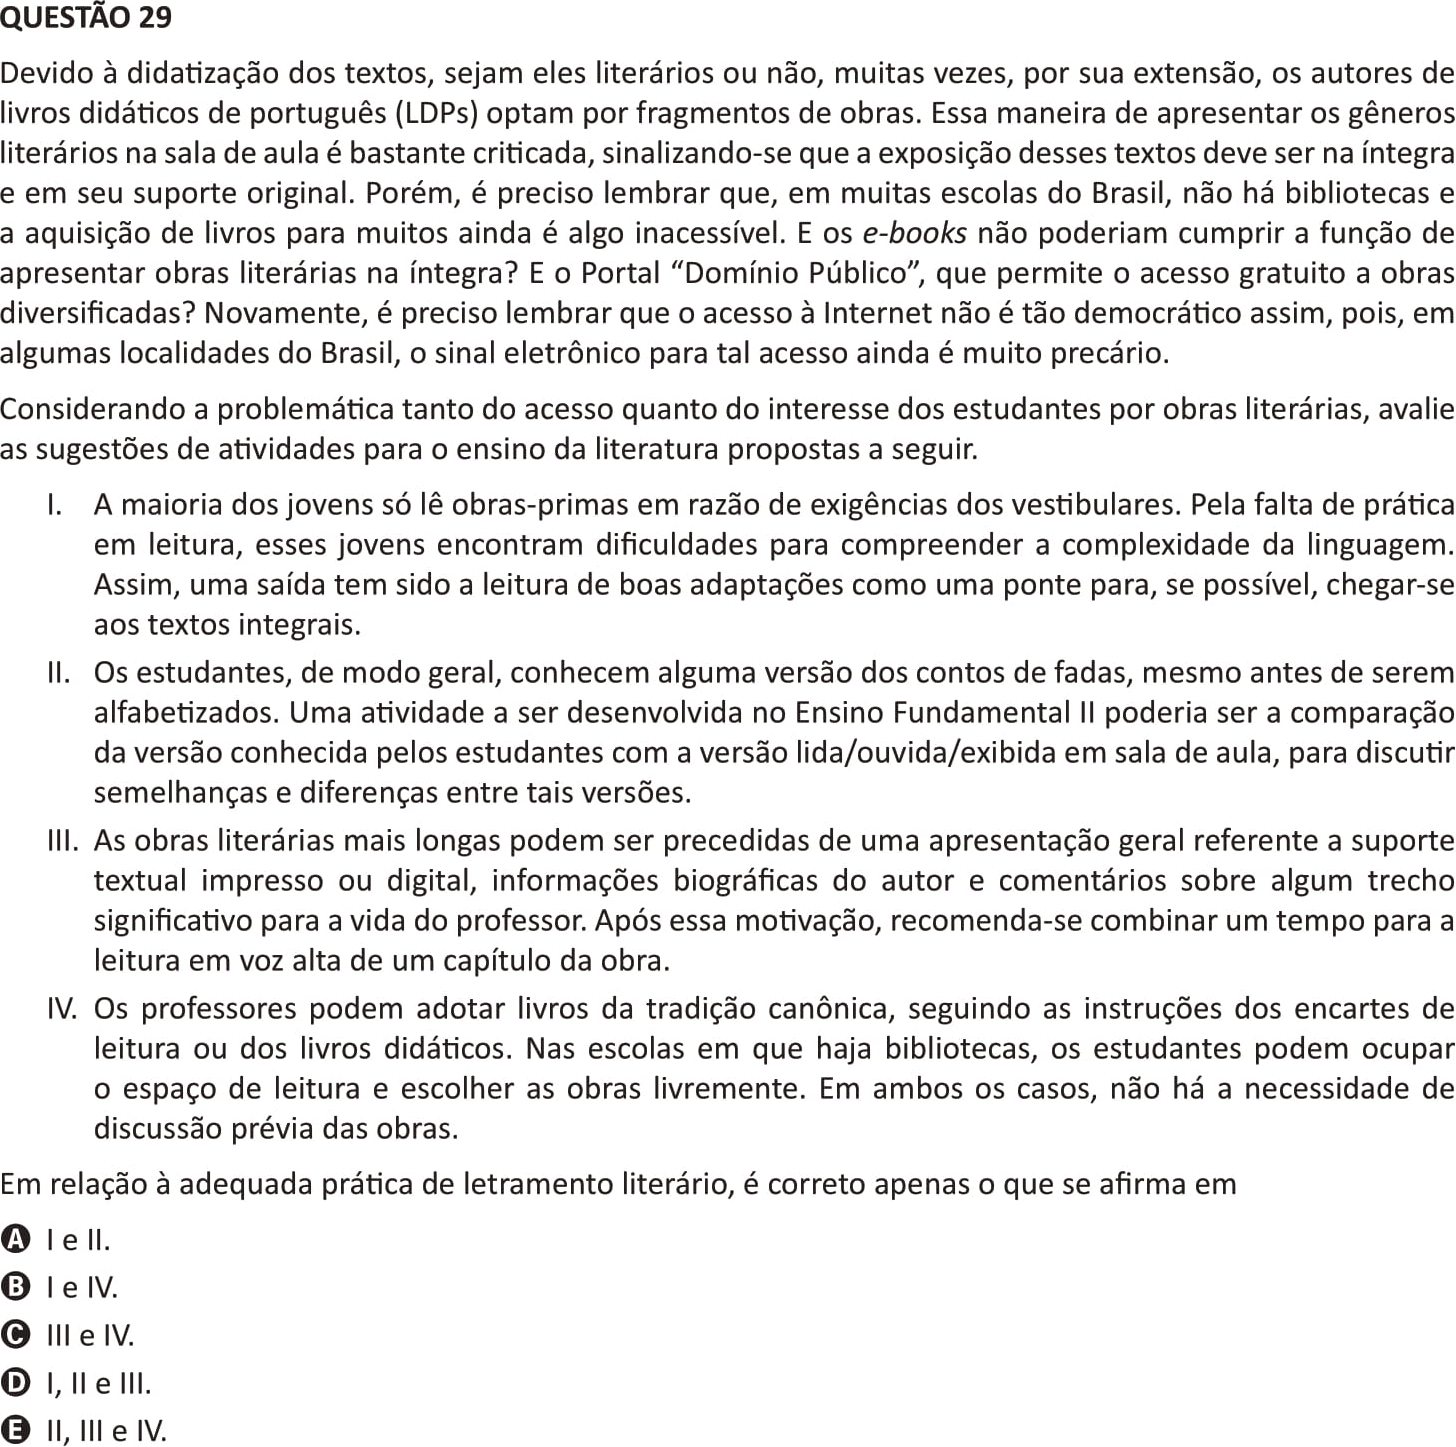 QUESTÃO 29
Devido à didatização dos textos, sejam eles literários ou não, muitas vezes, por sua extensão, os autores de
livros didáticos de português (LDPs) optam por fragmentos de obras. Essa maneira de apresentar os gêneros
literários na sala de aula é bastante criticada, sinalizando-se que a exposição desses textos deve ser na íntegra
e em seu suporte original. Porém, é preciso lembrar que, em muitas escolas do Brasil, não há bibliotecas e
a aquisição de livros para muitos ainda é algo inacessível. E os e-books não poderiam cumprir a função de
apresentar obras literárias na íntegra? E o Portal “Domínio Público”, que permite o acesso gratuito a obras
diversificadas? Novamente, é preciso lembrar que o acesso à Internet não é tão democrático assim, pois, em
algumas localidades do Brasil, o sinal eletrônico para tal acesso ainda é muito precário.
Considerando a problemática tanto do acesso quanto do interesse dos estudantes por obras literárias, avalie
as sugestões de atividades para o ensino da literatura propostas a seguir.
I. A maioria dos jovens só lê obras-primas em razão de exigências dos vestibulares. Pela falta de prática
em leitura, esses jovens encontram dificuldades para compreender a complexidade da linguagem.
Assim, uma saída tem sido a leitura de boas adaptações como uma ponte para, se possível, chegar-se
aos textos integrais.
II. Os estudantes, de modo geral, conhecem alguma versão dos contos de fadas, mesmo antes de serem
alfabetizados. Uma atividade a ser desenvolvida no Ensino Fundamental II poderia ser a comparação
da versão conhecida pelos estudantes com a versão lida/ouvida/exibida em sala de aula, para discutir
semelhanças e diferenças entre tais versões.
III. As obras literárias mais longas podem ser precedidas de uma apresentação geral referente a suporte
textual impresso ou digital, informações biográficas do autor e comentários sobre algum trecho
significativo para a vida do professor. Após essa motivação, recomenda-se combinar um tempo para a
leitura em voz alta de um capítulo da obra.
IV. Os professores podem adotar livros da tradição canônica, seguindo as instruções dos encartes de
leitura ou dos livros didáticos. Nas escolas em que haja bibliotecas, os estudantes podem ocupar
o espaço de leitura e escolher as obras livremente. Em ambos os casos, não há a necessidade de
discussão prévia das obras.
Em relação à adequada prática de letramento literário, é correto apenas o que se afirma em
A I e II.
B I e IV.
C III e IV.
D I, II e III.
E II, III e IV.